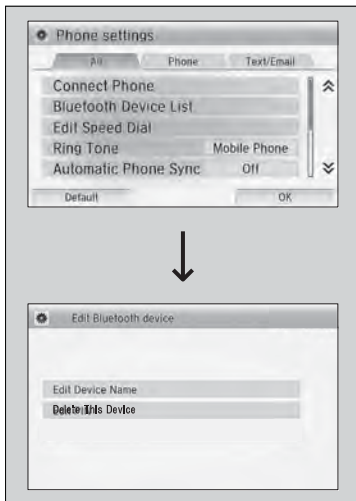 Phone settings
All Phone Text/Email
Connect Phone
Bluetooth Device List
Edit Speed Dial
Ring Tone Mobile Phone
Automatic Phone Sync Off
Default OK
Edit Bluetooth device
Edit Device Name
Delete This Device